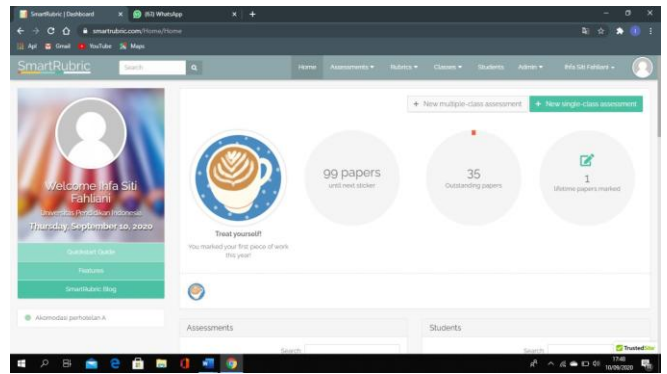 SmartRubric | Dashboard
(63) WhatsApp
smartrubric.com/Home/Home
Apl Gmail YouTube Maps
SmartRubric Search Home Assessments Rubrics Classes Students Admin Ihfa Siti Fahliani
+ New multiple-class assessment + New single-class assessment
Welcome Ihfa Siti
Fahliani
Universitas Pendidikan Indonesia
Thursday, September 10, 2020
Quickstart Guide
Features
SmartRubric Blog
Akomodasi perhotelan A
Treat yourself!
You marked your first piece of work
this year!
99 papers
until next sticker
35
Outstanding papers
1
lifetime papers marked
Assessments
Search
Students
Search
TrustedSite
17:48
10/09/2020